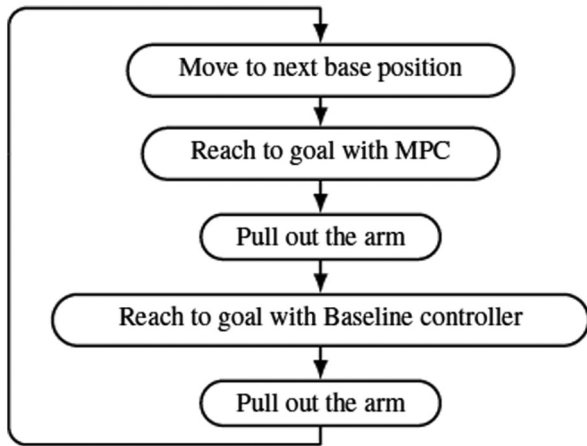 Move to next base position
Reach to goal with MPC
Pull out the arm
Reach to goal with Baseline controller
Pull out the arm